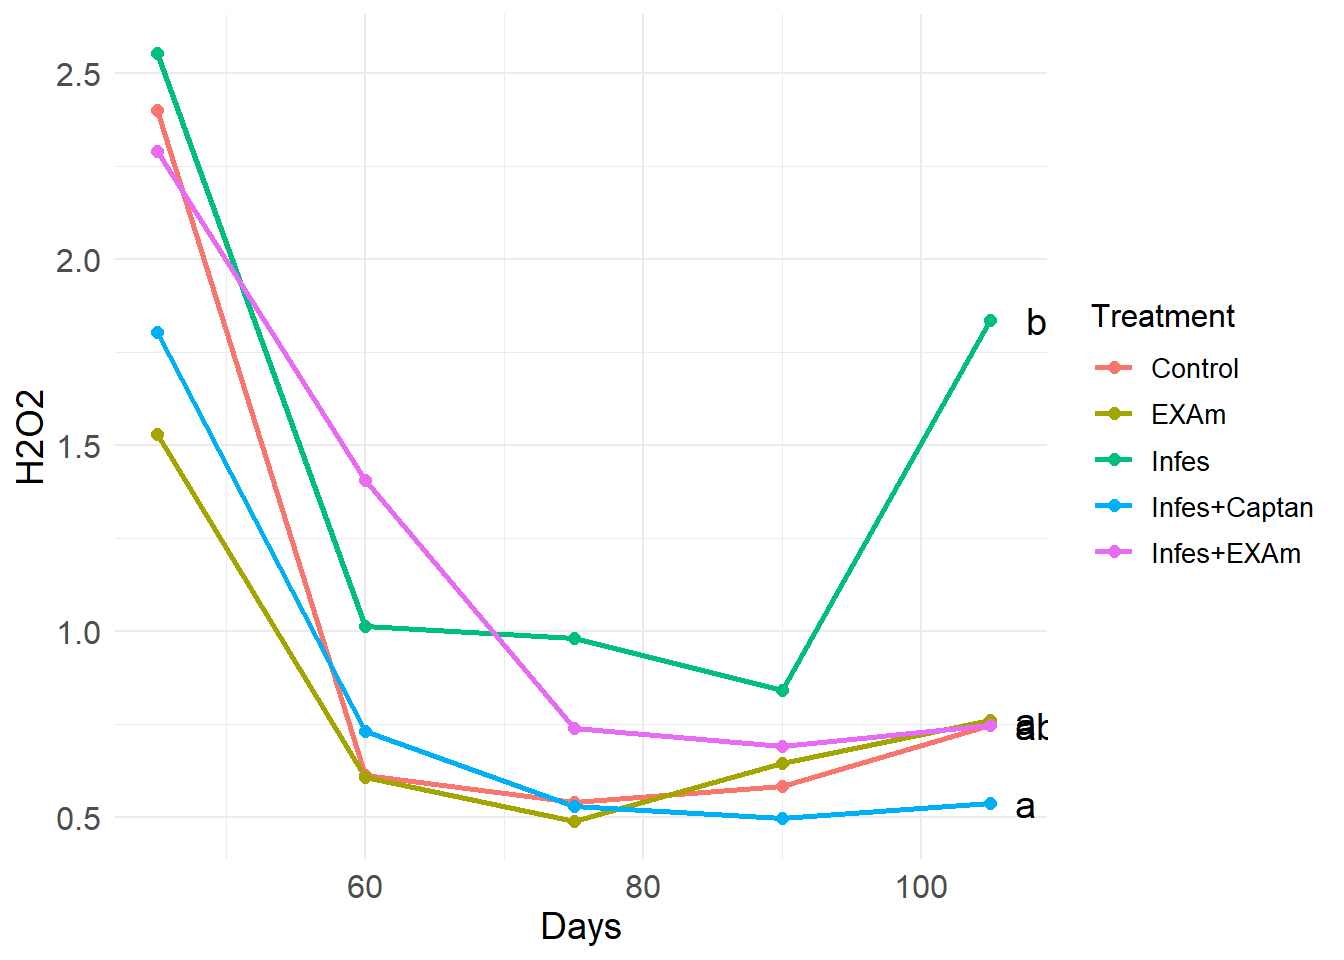 2.5
2.0
1.5
1.0
0.5
H2O2
60
80
100
Days
b
a
ab
a
Treatment
Control
EXAm
Infes
Infes+Captan
Infes+EXAm